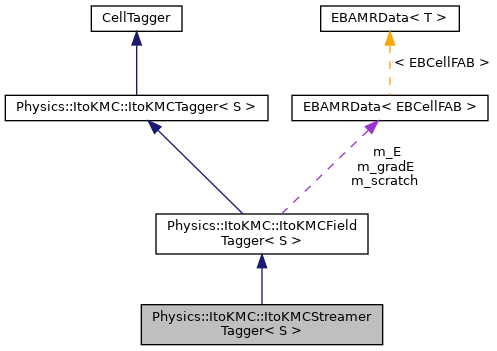 CellTagger
EBAMRData< T >
< EBCellFAB >
Physics::ItoKMC::ItoKMCTagger< S >
EBAMRData< EBCellFAB >
m_E
m_gradE
m_scratch
Physics::ItoKMC::ItoKMCField
Tagger< S >
Physics::ItoKMC::ItoKMCStreamer
Tagger< S >